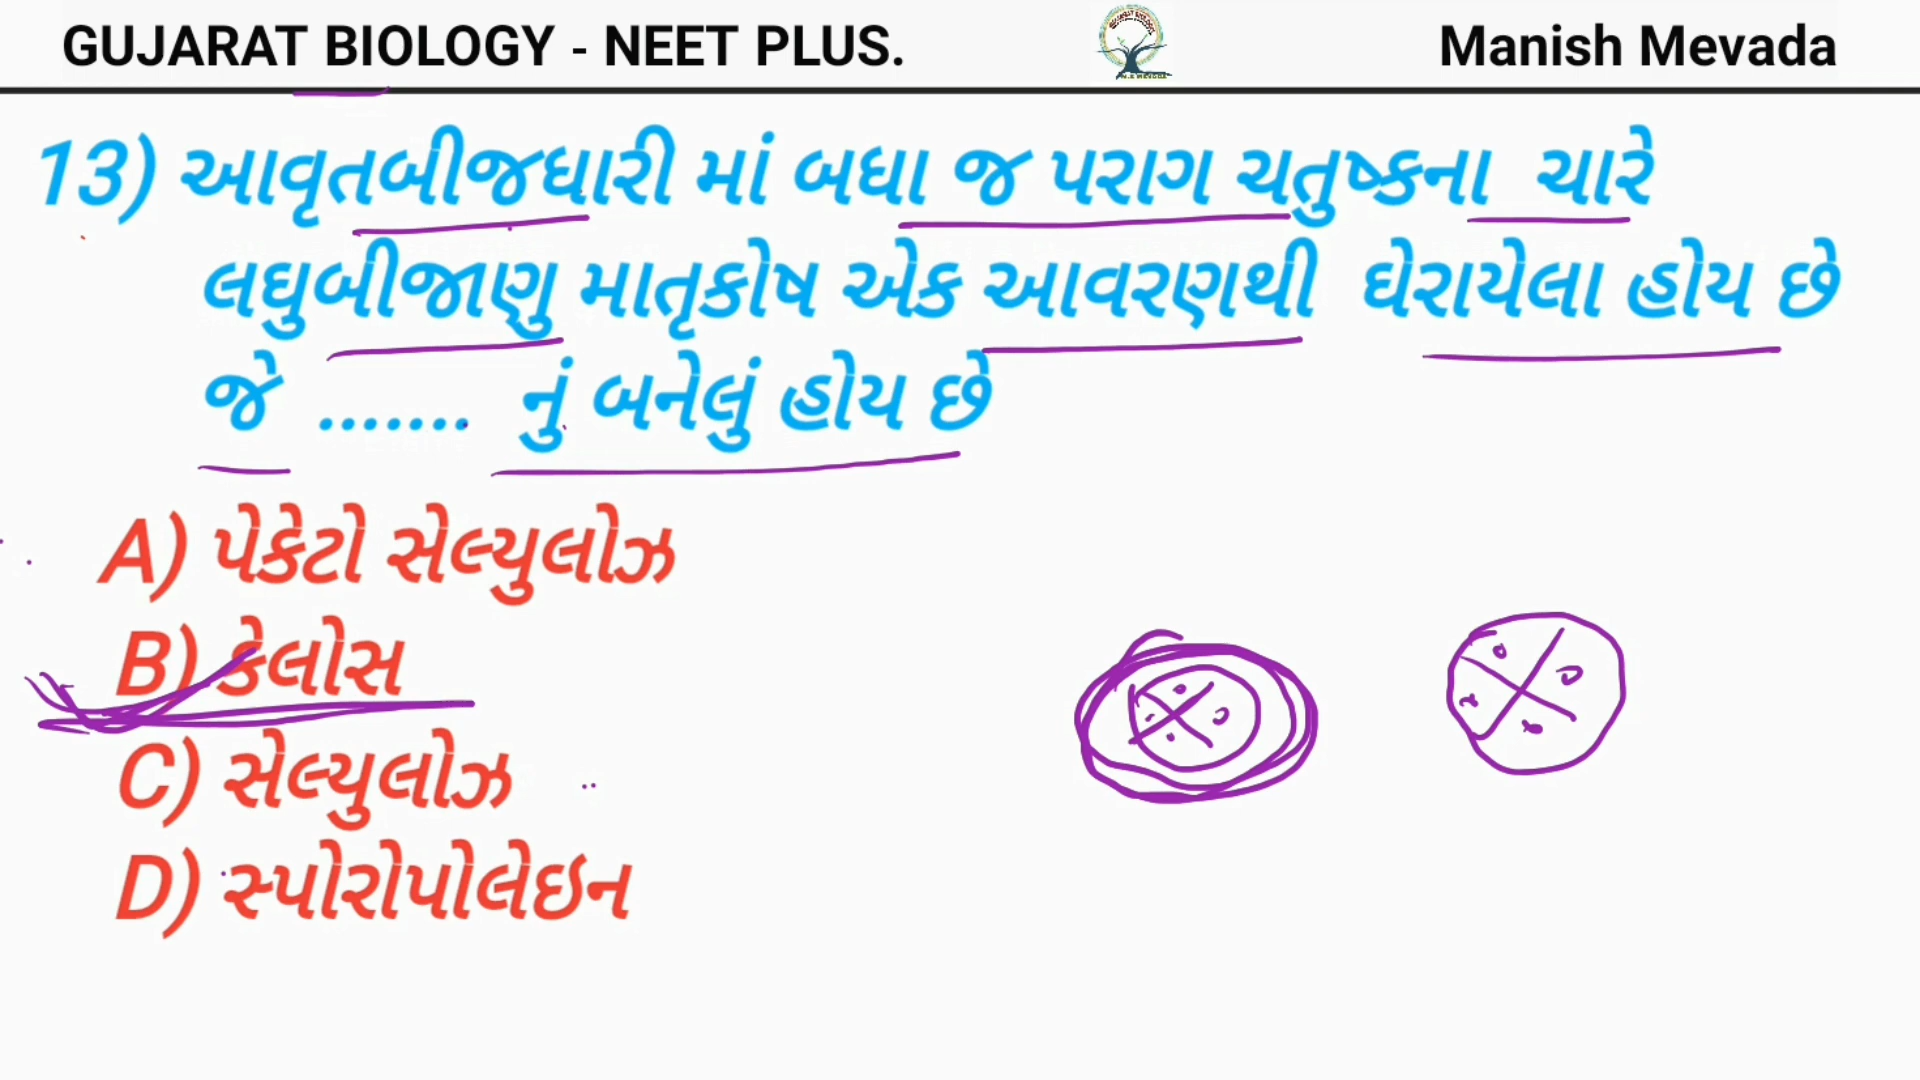 GUJARAT BIOLOGY - NEET PLUS. Manish Mevada
13) આવૃતબીજધારી માં બધા જ પરાગ ચતુષ્કના ચારે
લઘુબીજાણુ માતૃકોષ એક આવરણથી ઘેરાયેલા હોય છે
જે ....... નું બનેલું હોય છે
A) પેકેટો સેલ્યુલોઝ
B) કેલોસ
C) સેલ્યુલોઝ
D) સ્પોરોપોલેઇન